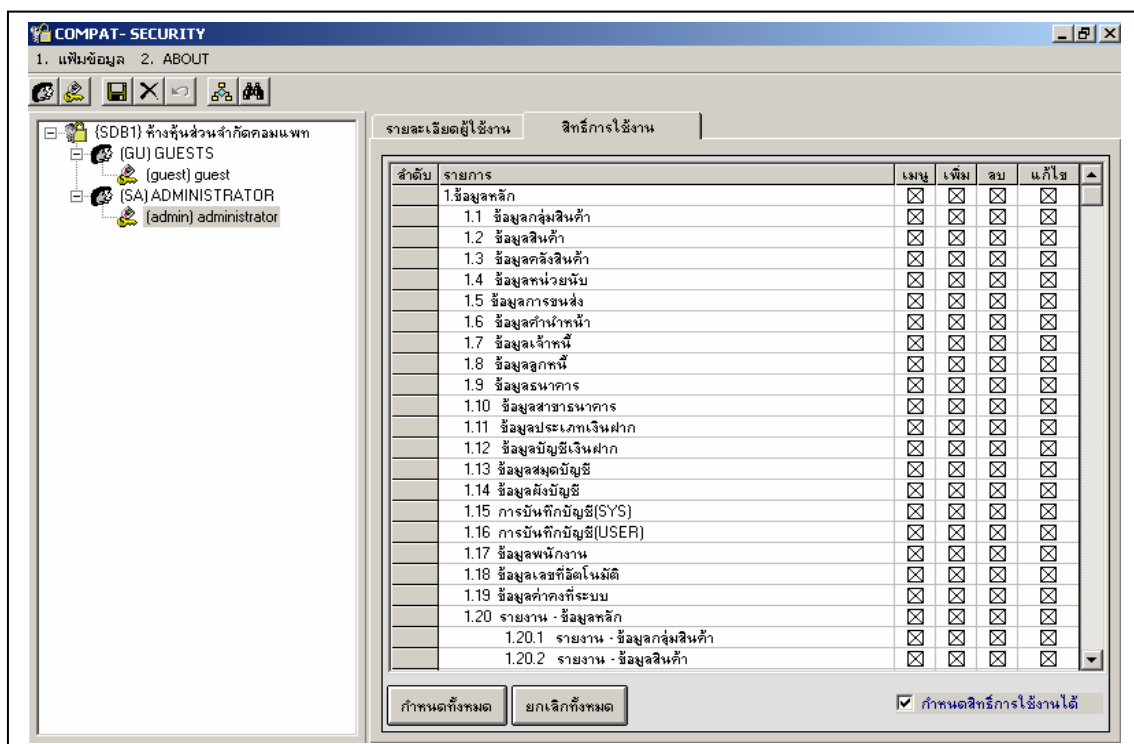 COMPAT- SECURITY
1. แฟ้มข้อมูล 2. ABOUT
{SDB1} ห้างหุ้นส่วนจำกัดคอมแพท
(GU) GUESTS
(guest) guest
(SA) ADMINISTRATOR
(admin) administrator
รายละเอียดผู้ใช้งาน สิทธิ์การใช้งาน
ลำดับ รายการ เมนู เพิ่ม ลบ แก้ไข
1.ข้อมูลหลัก
1.1 ข้อมูลกลุ่มสินค้า
1.2 ข้อมูลสินค้า
1.3 ข้อมูลคลังสินค้า
1.4 ข้อมูลหน่วยนับ
1.5 ข้อมูลการขนส่ง
1.6 ข้อมูลคำนำหน้า
1.7 ข้อมูลเจ้าหนี้
1.8 ข้อมูลลูกหนี้
1.9 ข้อมูลธนาคาร
1.10 ข้อมูลสาขาธนาคาร
1.11 ข้อมูลประเภทเงินฝาก
1.12 ข้อมูลบัญชีเงินฝาก
1.13 ข้อมูลสมุดบัญชี
1.14 ข้อมูลผังบัญชี
1.15 การบันทึกบัญชี(SYS)
1.16 การบันทึกบัญชี(USER)
1.17 ข้อมูลพนักงาน
1.18 ข้อมูลเลขที่อัตโนมัติ
1.19 ข้อมูลค่าคงที่ระบบ
1.20 รายงาน - ข้อมูลหลัก
1.20.1 รายงาน - ข้อมูลกลุ่มสินค้า
1.20.2 รายงาน - ข้อมูลสินค้า
กำหนดทั้งหมด ยกเลิกทั้งหมด กำหนดสิทธิ์การใช้งานได้